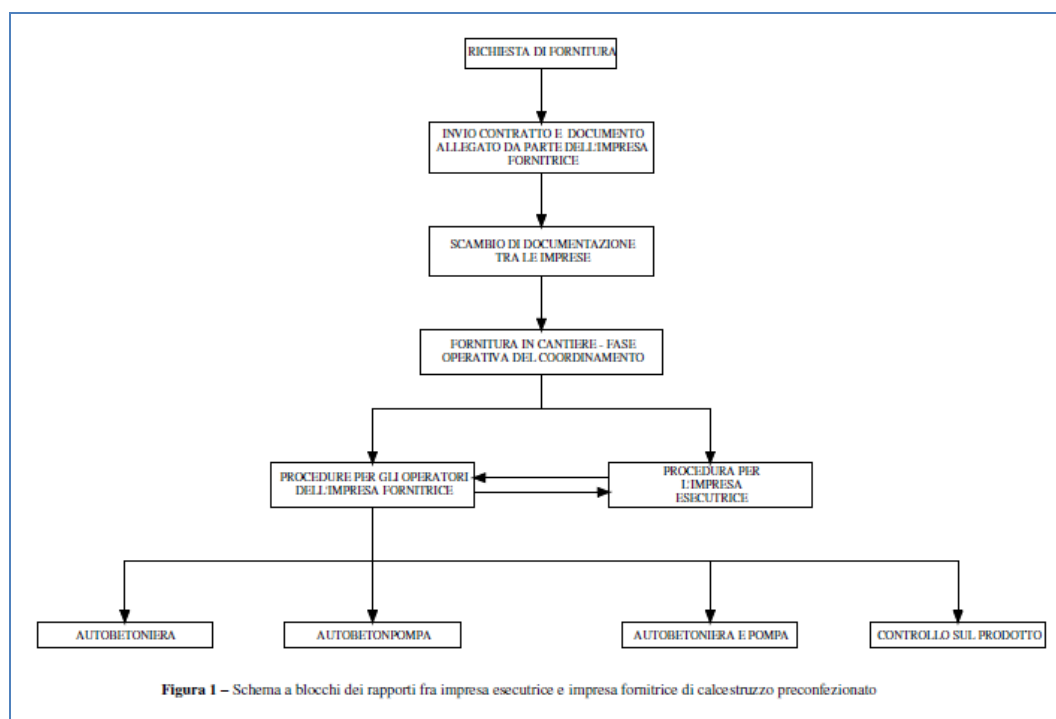 RICHIESTA DI FORNITURA
INVIO CONTRATTO E DOCUMENTO
ALLEGATO DA PARTE DELL'IMPRESA
FORNITRICE
SCAMBIO DI DOCUMENTAZIONE
TRA LE IMPRESE
FORNITURA IN CANTIERE - FASE
OPERATIVA DEL COORDINAMENTO
PROCEDURE PER GLI OPERATORI
DELL'IMPRESA FORNITRICE
PROCEDURA PER
L'IMPRESA
ESECUTRICE
AUTOBETONIERA
AUTOBETONPOMPA
AUTOBETONIERA E POMPA
CONTROLLO SUL PRODOTTO
Figura 1 – Schema a blocchi dei rapporti fra impresa esecutrice e impresa fornitrice di calcestruzzo preconfezionato